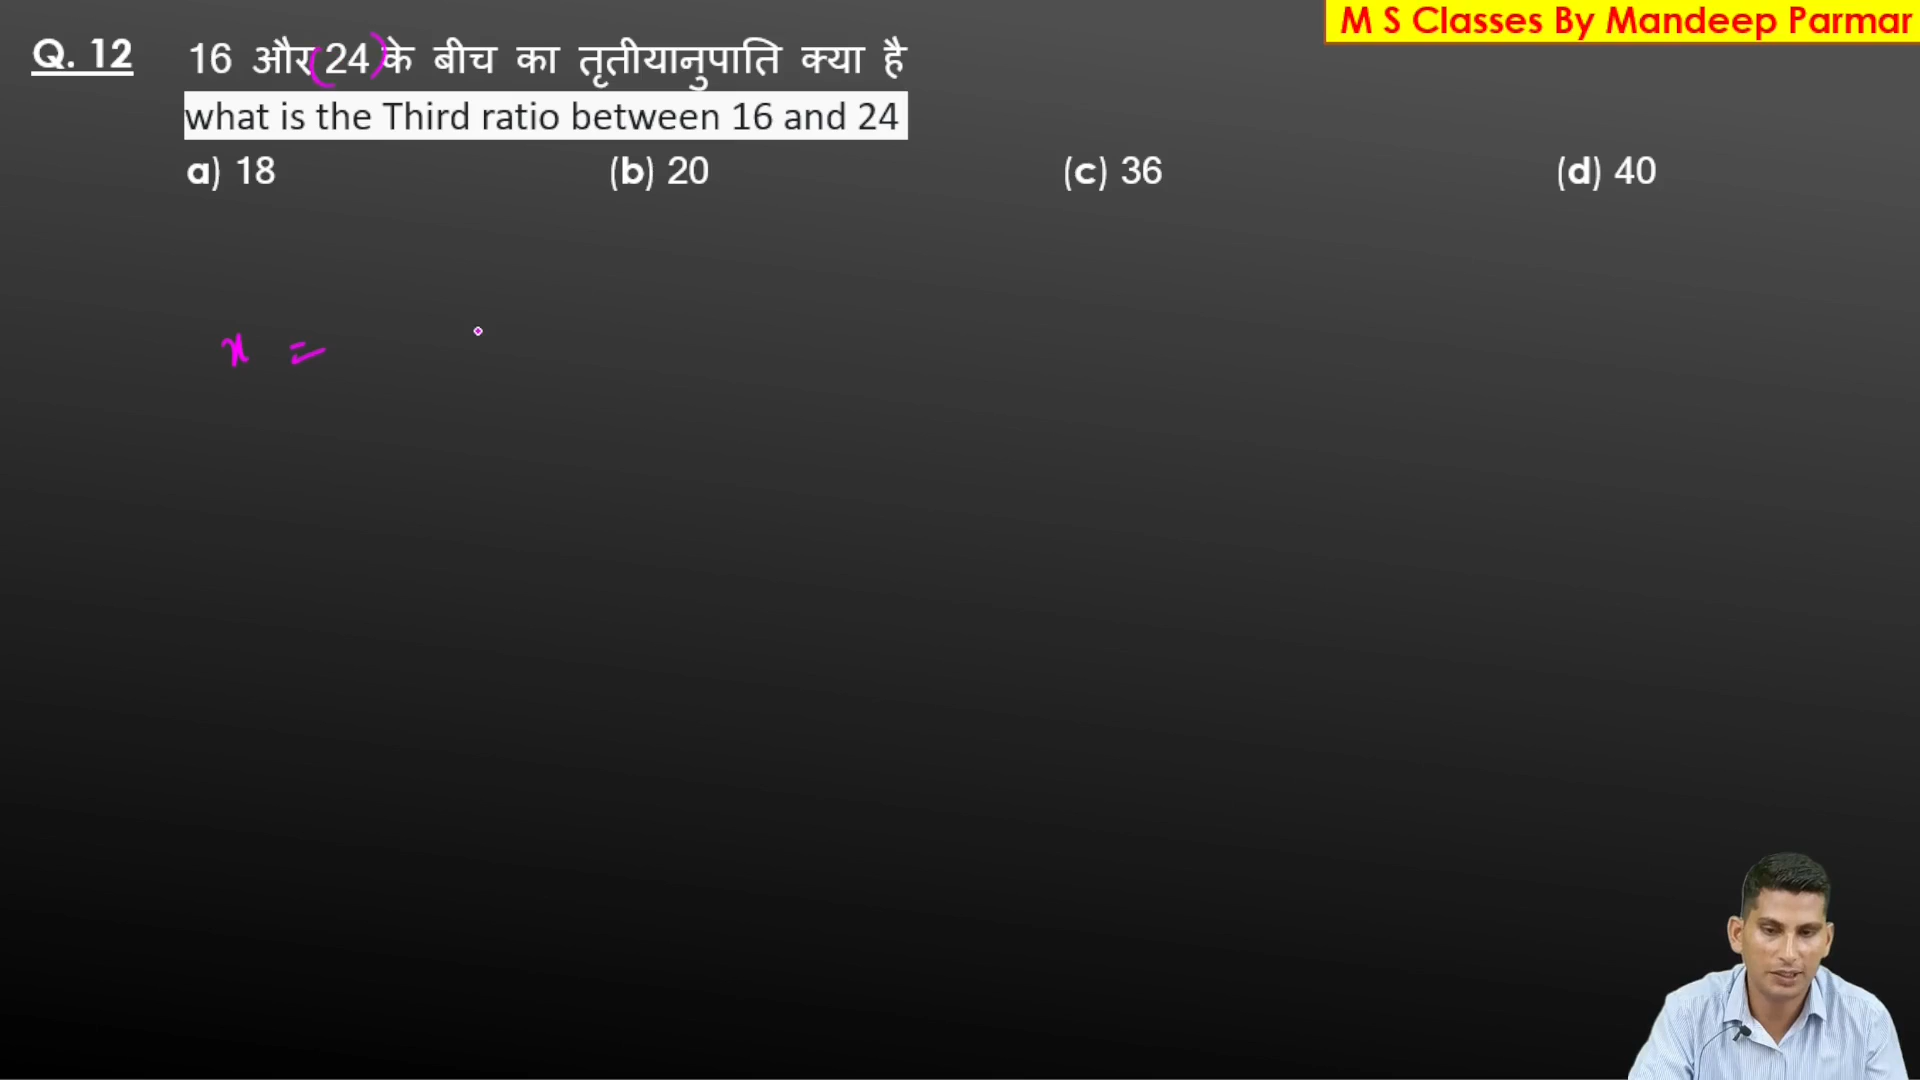 M S Classes By Mandeep Parmar
Q. 12 16 और 24 के बीच का तृतीयानुपाति क्या है
what is the Third ratio between 16 and 24
a) 18 (b) 20 (c) 36 (d) 40
x =